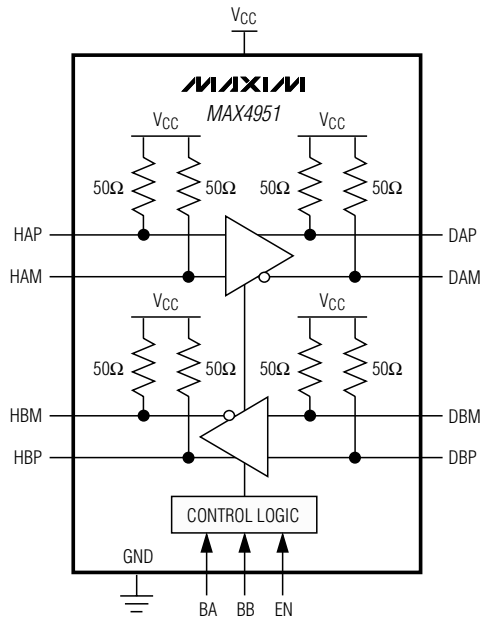 VCC
MAXIM
MAX4951
VCC VCC
50Ω 50Ω 50Ω 50Ω
HAP DAP
HAM DAM
VCC VCC
50Ω 50Ω 50Ω 50Ω
HBM DBM
HBP DBP
CONTROL LOGIC
GND
BA BB EN